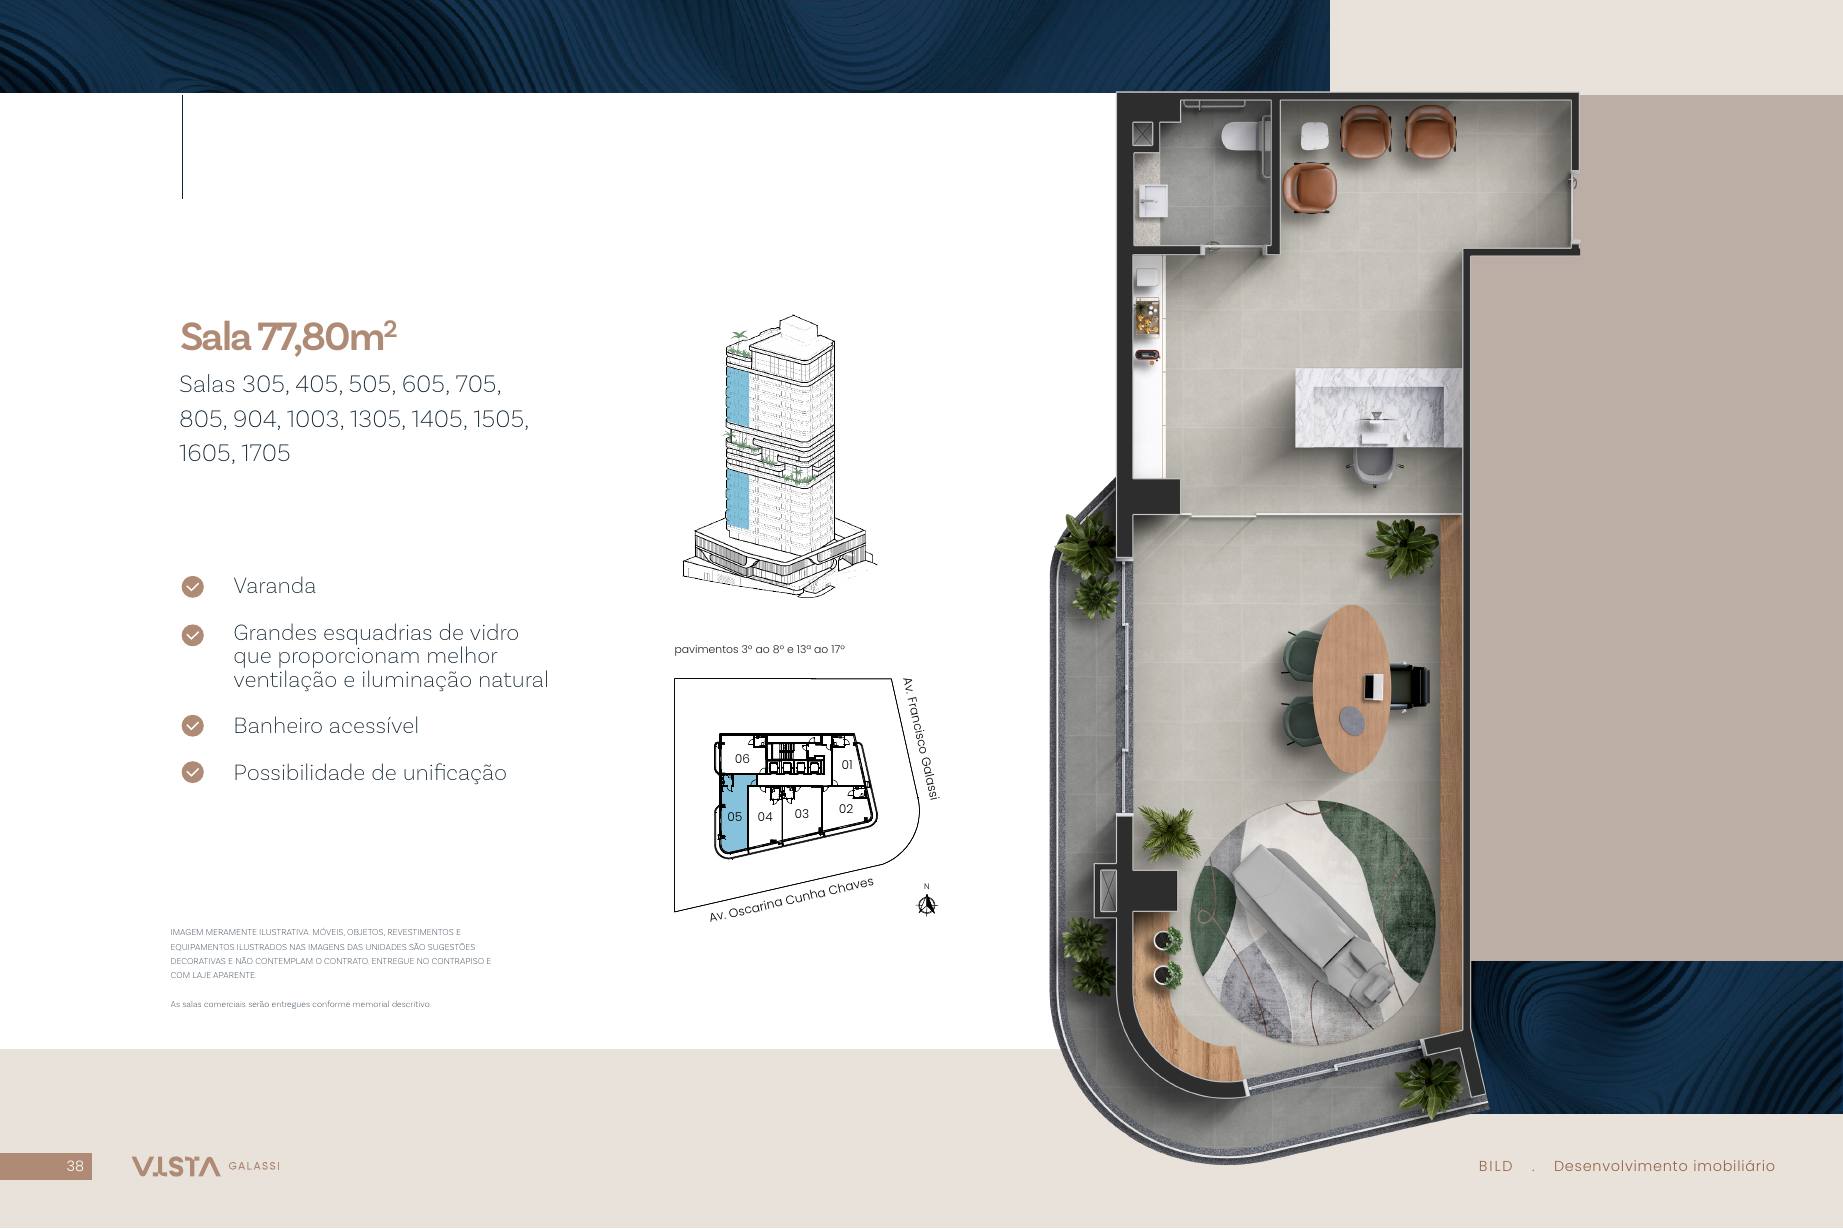 Sala 77,80m²
Salas 305, 405, 505, 605, 705,
805, 904, 1003, 1305, 1405, 1505,
1605, 1705
Varanda
Grandes esquadrias de vidro
que proporcionam melhor
ventilação e iluminação natural
Banheiro acessível
Possibilidade de unificação
IMAGEM MERAMENTE ILUSTRATIVA. MÓVEIS, OBJETOS, REVESTIMENTOS E
EQUIPAMENTOS ILUSTRADOS NAS IMAGENS DAS UNIDADES SÃO SUGESTÕES
DECORATIVAS E NÃO CONTEMPLAM O CONTRATO. ENTREGUE NO CONTRAPISO E
COM LAJE APARENTE.
As salas comerciais serão entregues conforme memorial descritivo.
pavimentos 3º ao 8º e 13º ao 17º
Av. Francisco Galassi
06
01
05
04
03
02
Av. Oscarina Cunha Chaves
N
38
VISTA GALASSI
BILD . Desenvolvimento imobiliário